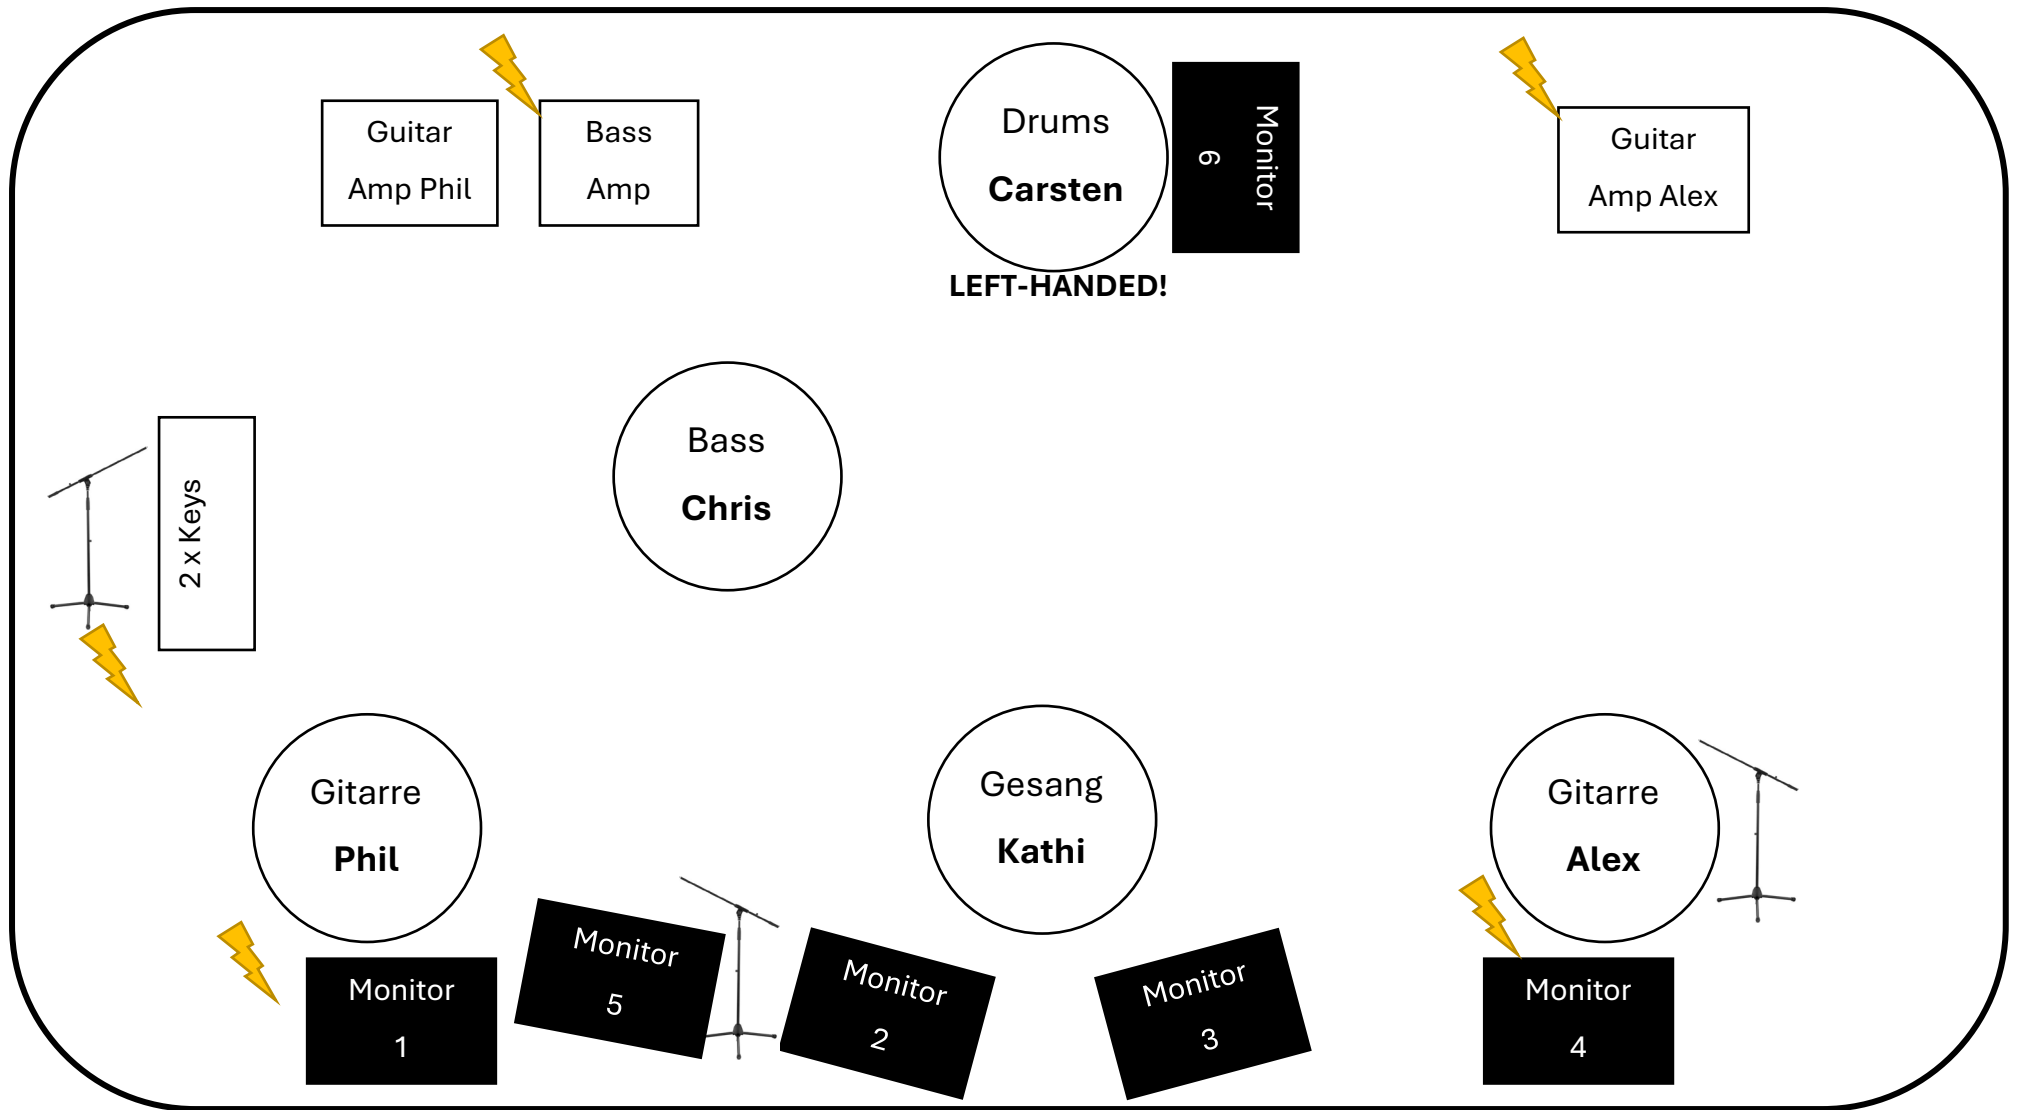 Guitar
Amp Phil
Bass
Amp
Drums
Carsten
LEFT-HANDED!
Monitor
6
Guitar
Amp Alex
2 x Keys
Bass
Chris
Gitarre
Phil
Gesang
Kathi
Gitarre
Alex
Monitor
1
Monitor
5
Monitor
2
Monitor
3
Monitor
4